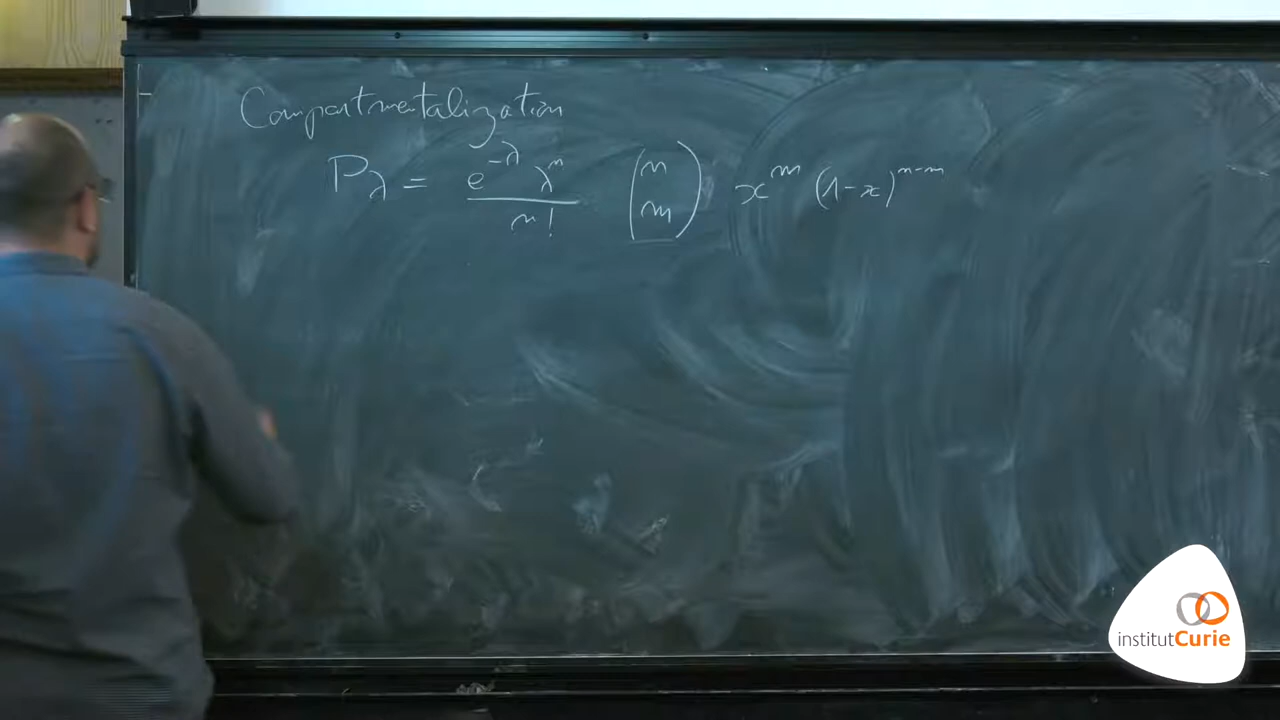 Compartmentalization
Pλ = e^{-λ} λ^n / n! (n m) x^m (1-x)^{n-m}
institutCurie